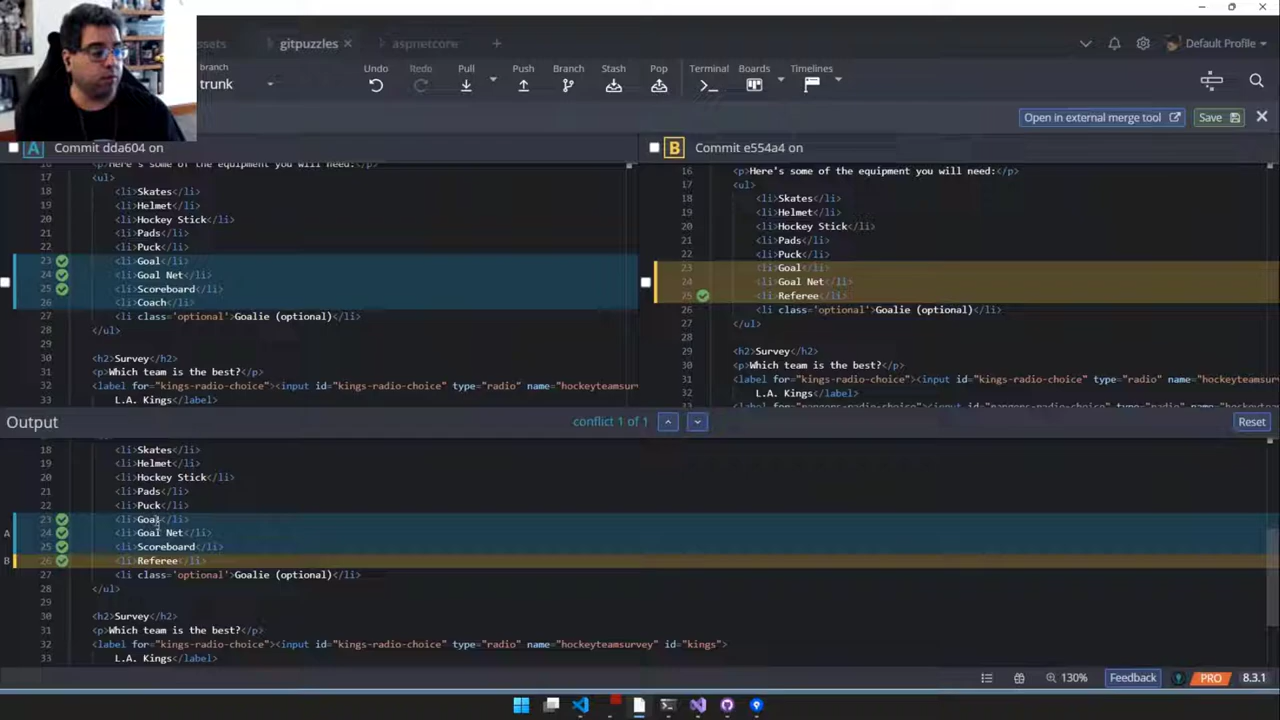 ssets gitpuzzles × aspnetcore +
Default Profile
branch
trunk
Undo Redo Pull Push Branch Stash Pop Terminal Boards Timelines
Open in external merge tool Save
A Commit dda604 on
16 <p>Here's some of the equipment you will need:</p>
17 <ul>
18 <li>Skates</li>
19 <li>Helmet</li>
20 <li>Hockey Stick</li>
21 <li>Pads</li>
22 <li>Puck</li>
23 <li>Goal</li>
24 <li>Goal Net</li>
25 <li>Scoreboard</li>
26 <li>Coach</li>
27 <li class='optional'>Goalie (optional)</li>
28 </ul>
29
30 <h2>Survey</h2>
31 <p>Which team is the best?</p>
32 <label for="kings-radio-choice"><input id="kings-radio-choice" type="radio" name="hockeyteamsur
33 L.A. Kings</label>
B Commit e554a4 on
16 <p>Here's some of the equipment you will need:</p>
17 <ul>
18 <li>Skates</li>
19 <li>Helmet</li>
20 <li>Hockey Stick</li>
21 <li>Pads</li>
22 <li>Puck</li>
23 <li>Goal</li>
24 <li>Goal Net</li>
25 <li>Referee</li>
26 <li class='optional'>Goalie (optional)</li>
27 </ul>
28
29 <h2>Survey</h2>
30 <p>Which team is the best?</p>
31 <label for="kings-radio-choice"><input id="kings-radio-choice" type="radio" name="hockeytea
32 L.A. Kings</label>
Output conflict 1 of 1 Reset
18 <li>Skates</li>
19 <li>Helmet</li>
20 <li>Hockey Stick</li>
21 <li>Pads</li>
22 <li>Puck</li>
23 <li>Goal</li>
A 24 <li>Goal Net</li>
25 <li>Scoreboard</li>
B 26 <li>Referee</li>
27 <li class='optional'>Goalie (optional)</li>
28 </ul>
29
30 <h2>Survey</h2>
31 <p>Which team is the best?</p>
32 <label for="kings-radio-choice"><input id="kings-radio-choice" type="radio" name="hockeyteamsurvey" id="kings">
33 L.A. Kings</label>
130% Feedback PRO 8.3.1